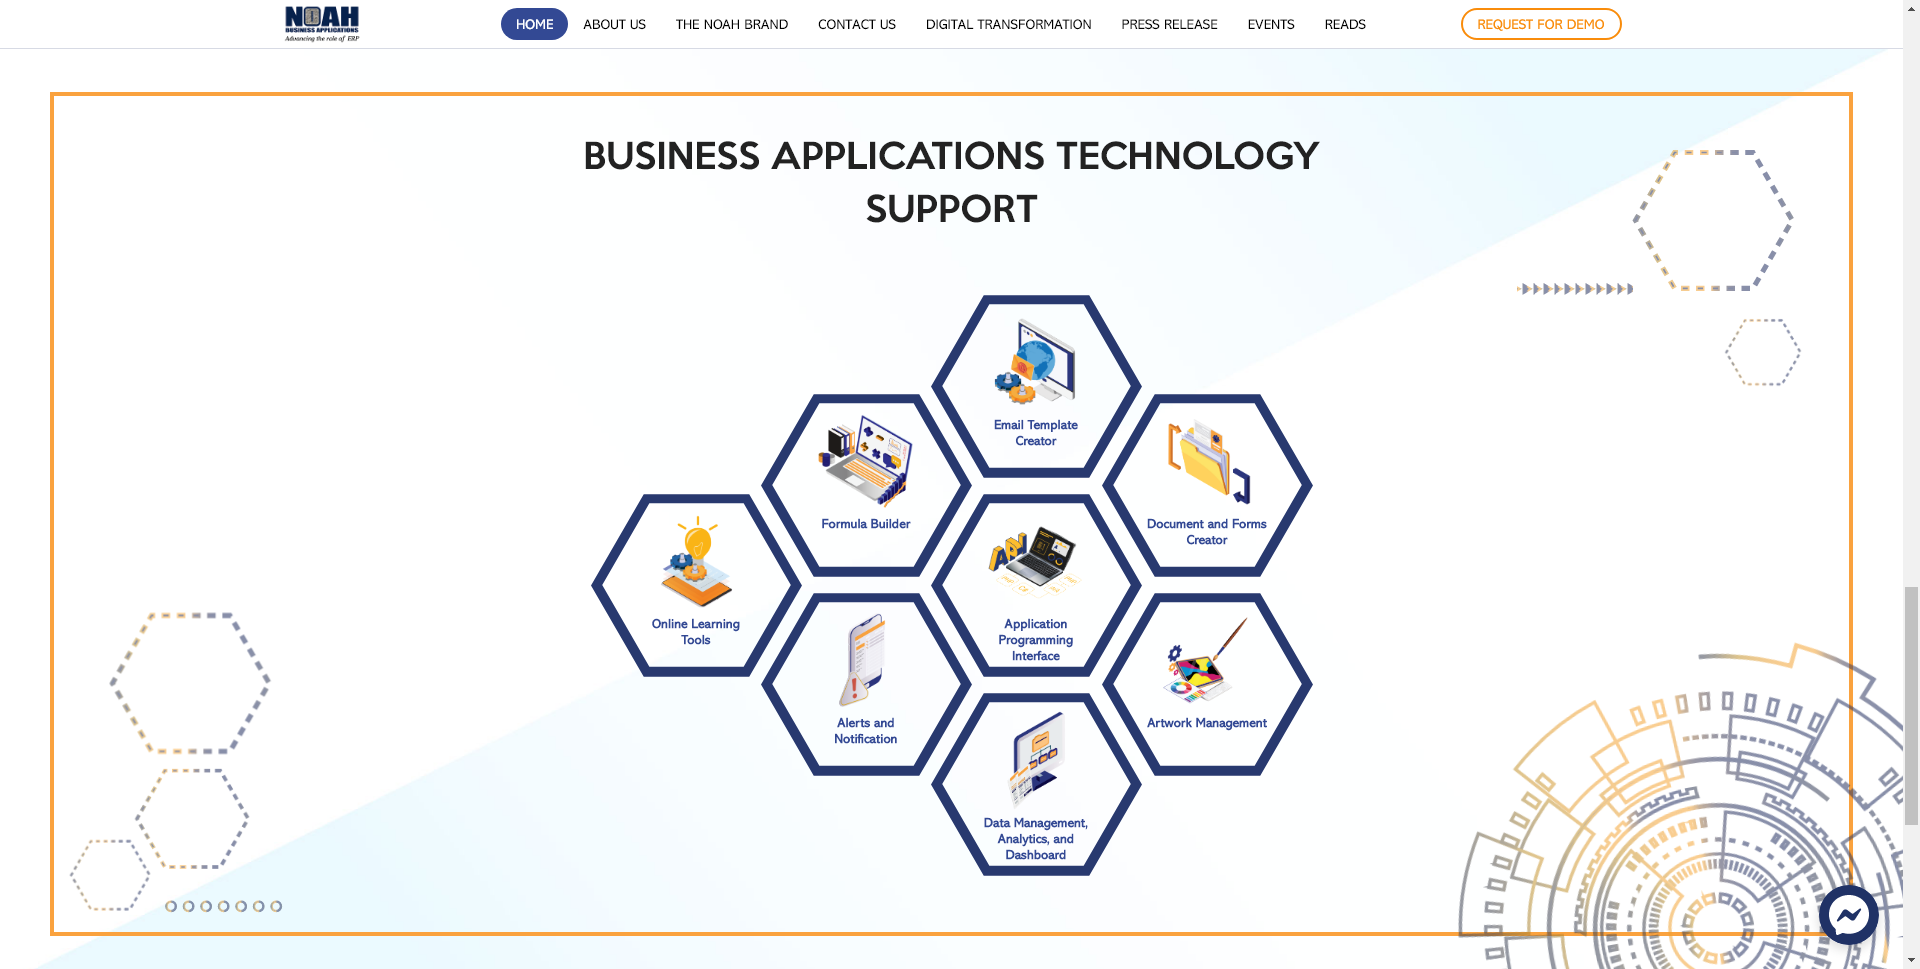 NOAH
BUSINESS APPLICATIONS
Advancing the role of ERP
HOME
ABOUT US
THE NOAH BRAND
CONTACT US
DIGITAL TRANSFORMATION
PRESS RELEASE
EVENTS
READS
REQUEST FOR DEMO
BUSINESS APPLICATIONS TECHNOLOGY
SUPPORT
Email Template
Creator
Formula Builder
Document and Forms
Creator
Online Learning
Tools
Application
Programming
Interface
Alerts and
Notification
Artwork Management
Data Management,
Analytics, and
Dashboard